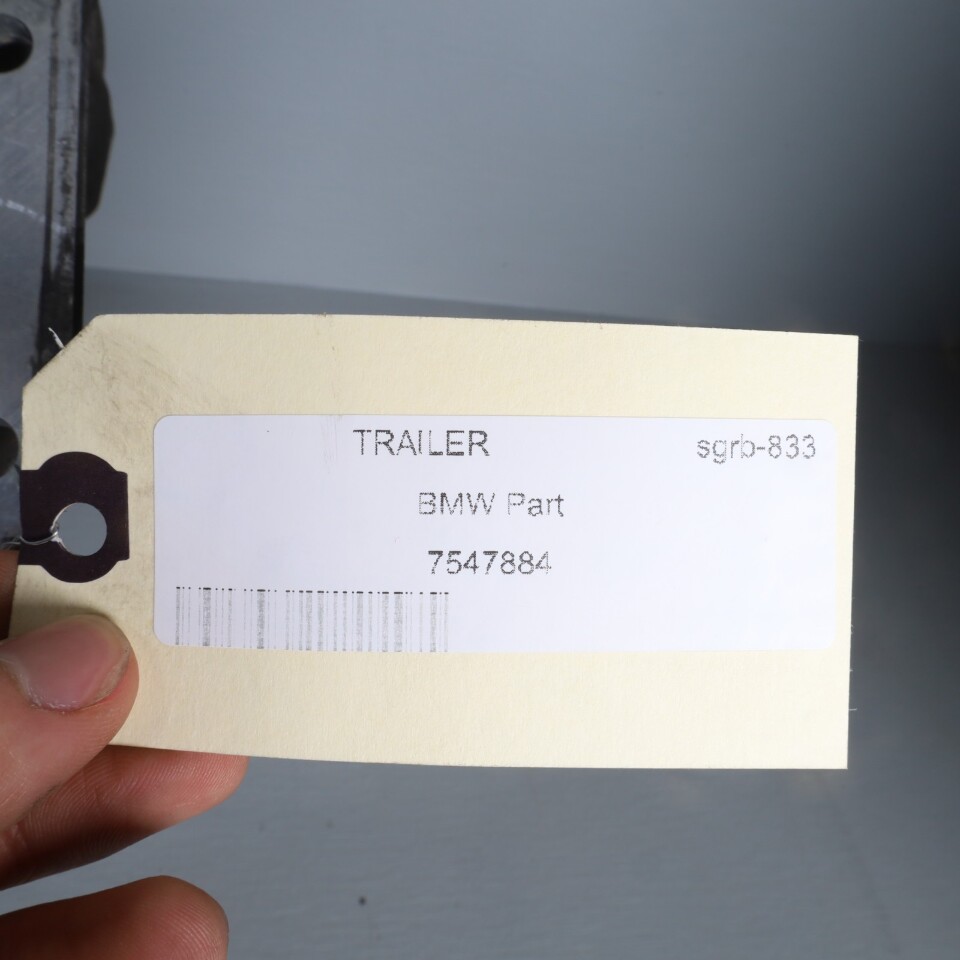 TRAILER sgrb-833
BMW Part
7547884